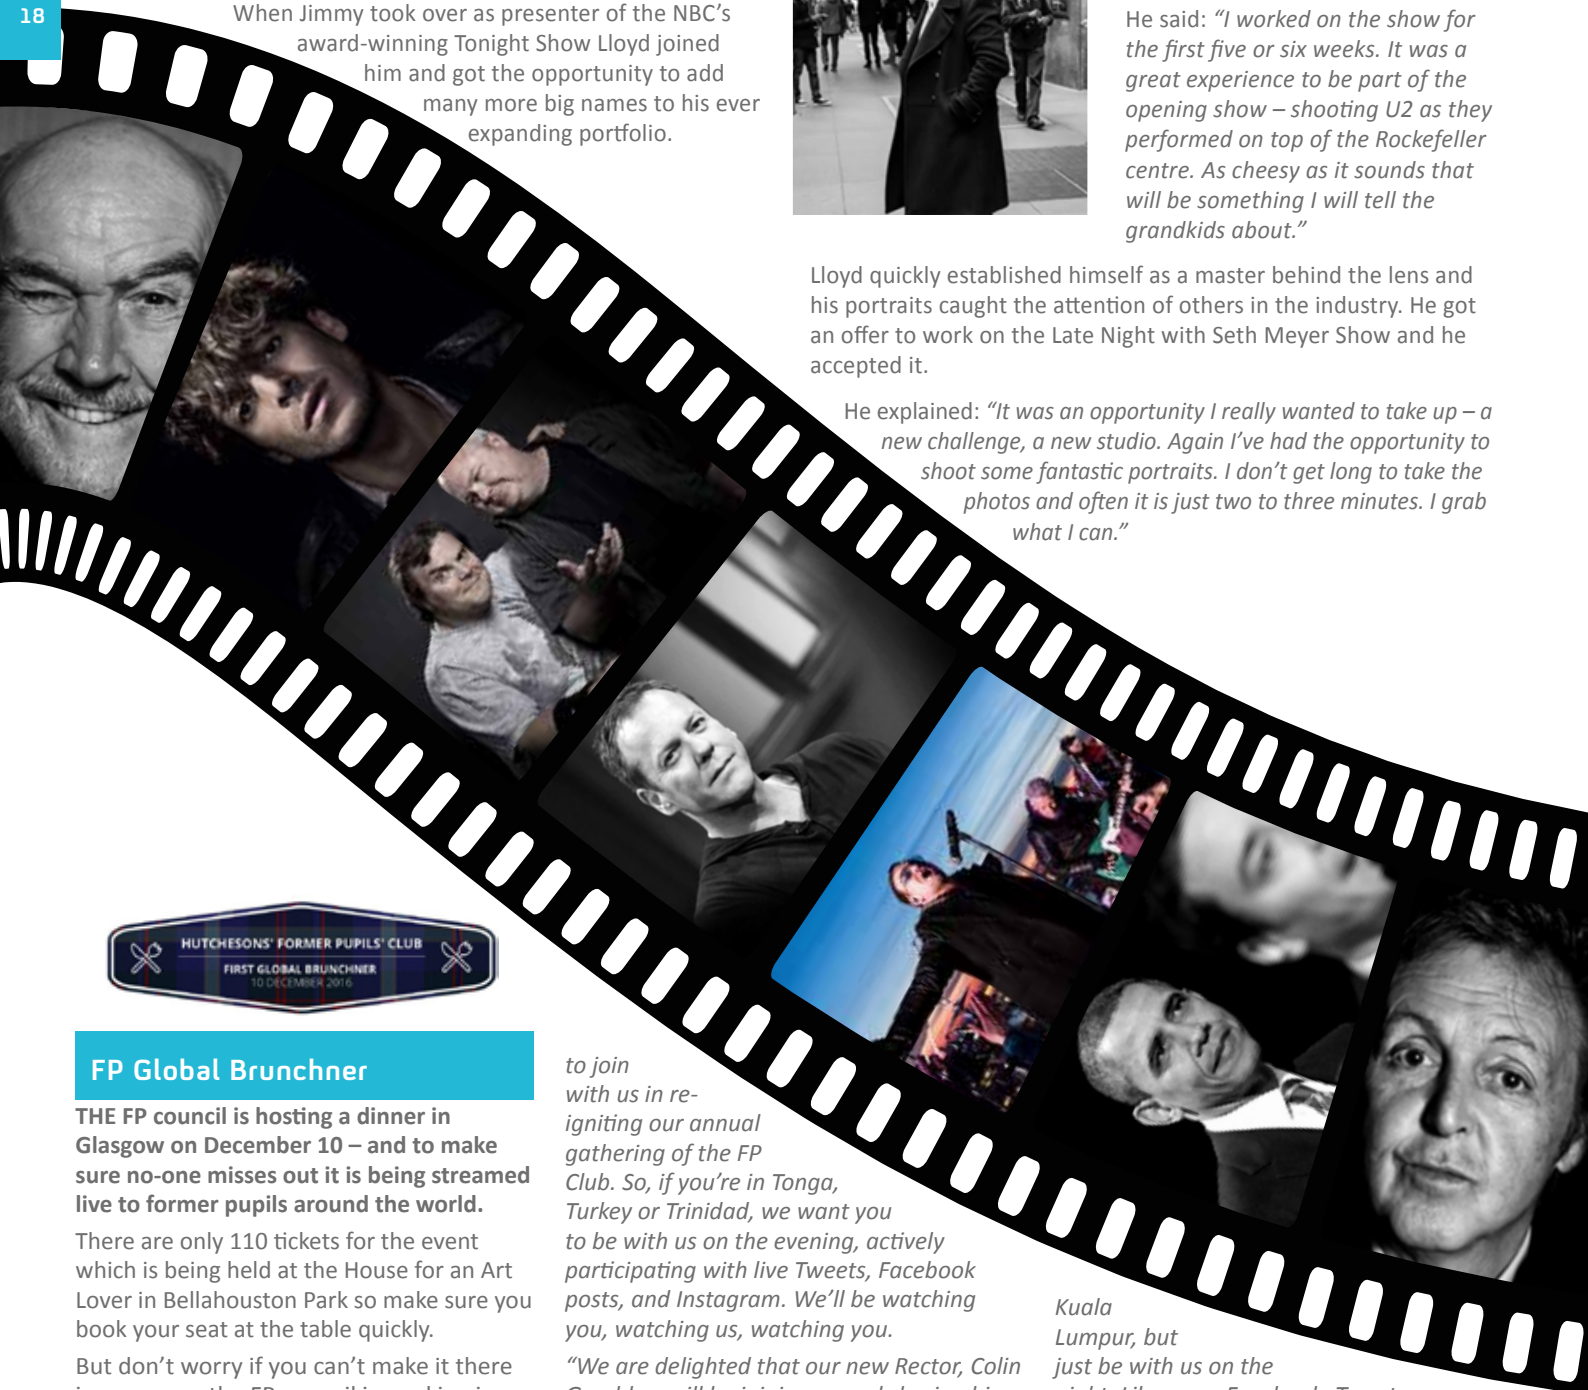 18
When Jimmy took over as presenter of the NBC’s
award-winning Tonight Show Lloyd joined
him and got the opportunity to add
many more big names to his ever
expanding portfolio.
He said: “I worked on the show for
the first five or six weeks. It was a
great experience to be part of the
opening show – shooting U2 as they
performed on top of the Rockefeller
centre. As cheesy as it sounds that
will be something I will tell the
grandkids about.”
Lloyd quickly established himself as a master behind the lens and
his portraits caught the attention of others in the industry. He got
an offer to work on the Late Night with Seth Meyer Show and he
accepted it.
He explained: “It was an opportunity I really wanted to take up – a
new challenge, a new studio. Again I’ve had the opportunity to
shoot some fantastic portraits. I don’t get long to take the
photos and often it is just two to three minutes. I grab
what I can.”
HUTCHESONS' FORMER PUPILS' CLUB
FIRST GLOBAL BRUNCHNER
10 DECEMBER 2016
FP Global Brunchner
THE FP council is hosting a dinner in
Glasgow on December 10 – and to make
sure no-one misses out it is being streamed
live to former pupils around the world.
There are only 110 tickets for the event
which is being held at the House for an Art
Lover in Bellahouston Park so make sure you
book your seat at the table quickly.
But don’t worry if you can’t make it there
to join
with us in re-
igniting our annual
gathering of the FP
Club. So, if you’re in Tonga,
Turkey or Trinidad, we want you
to be with us on the evening, actively
participating with live Tweets, Facebook
posts, and Instagram. We’ll be watching
you, watching us, watching you.
“We are delighted that our new Rector, Colin
Kuala
Lumpur, but
just be with us on the